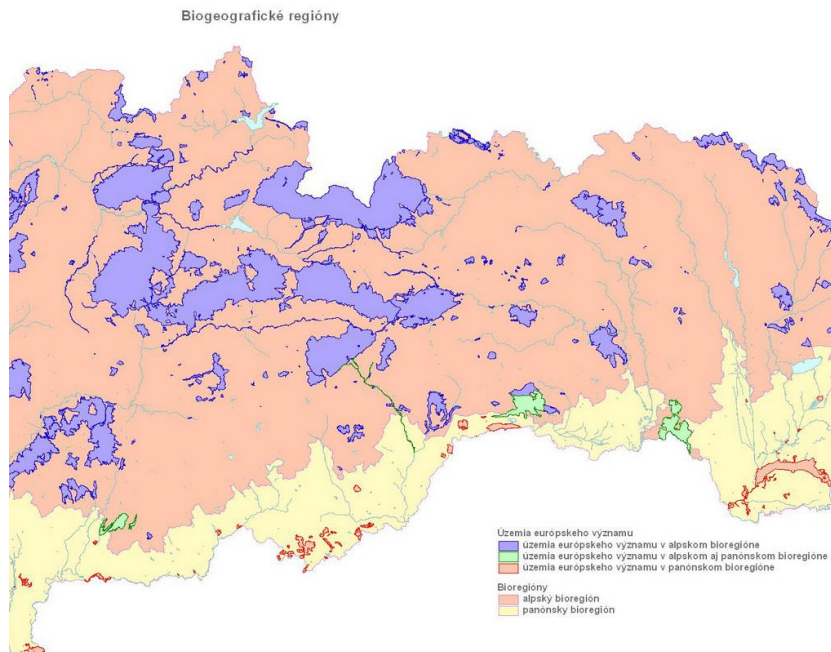 Biogeografické regióny
Územia európskeho významu
územia európskeho významu v alpskom bioregióne
územia európskeho významu v alpskom aj panónskom bioregióne
územia európskeho významu v panónskom bioregióne
Bioregióny
alpský bioregión
panónsky bioregión